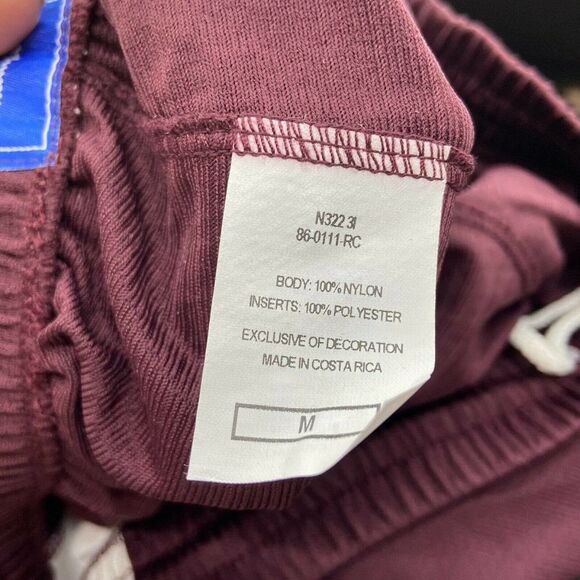 N322 3I
86-0111-RC
BODY: 100% NYLON
INSERTS: 100% POLYESTER
EXCLUSIVE OF DECORATION
MADE IN COSTA RICA
M